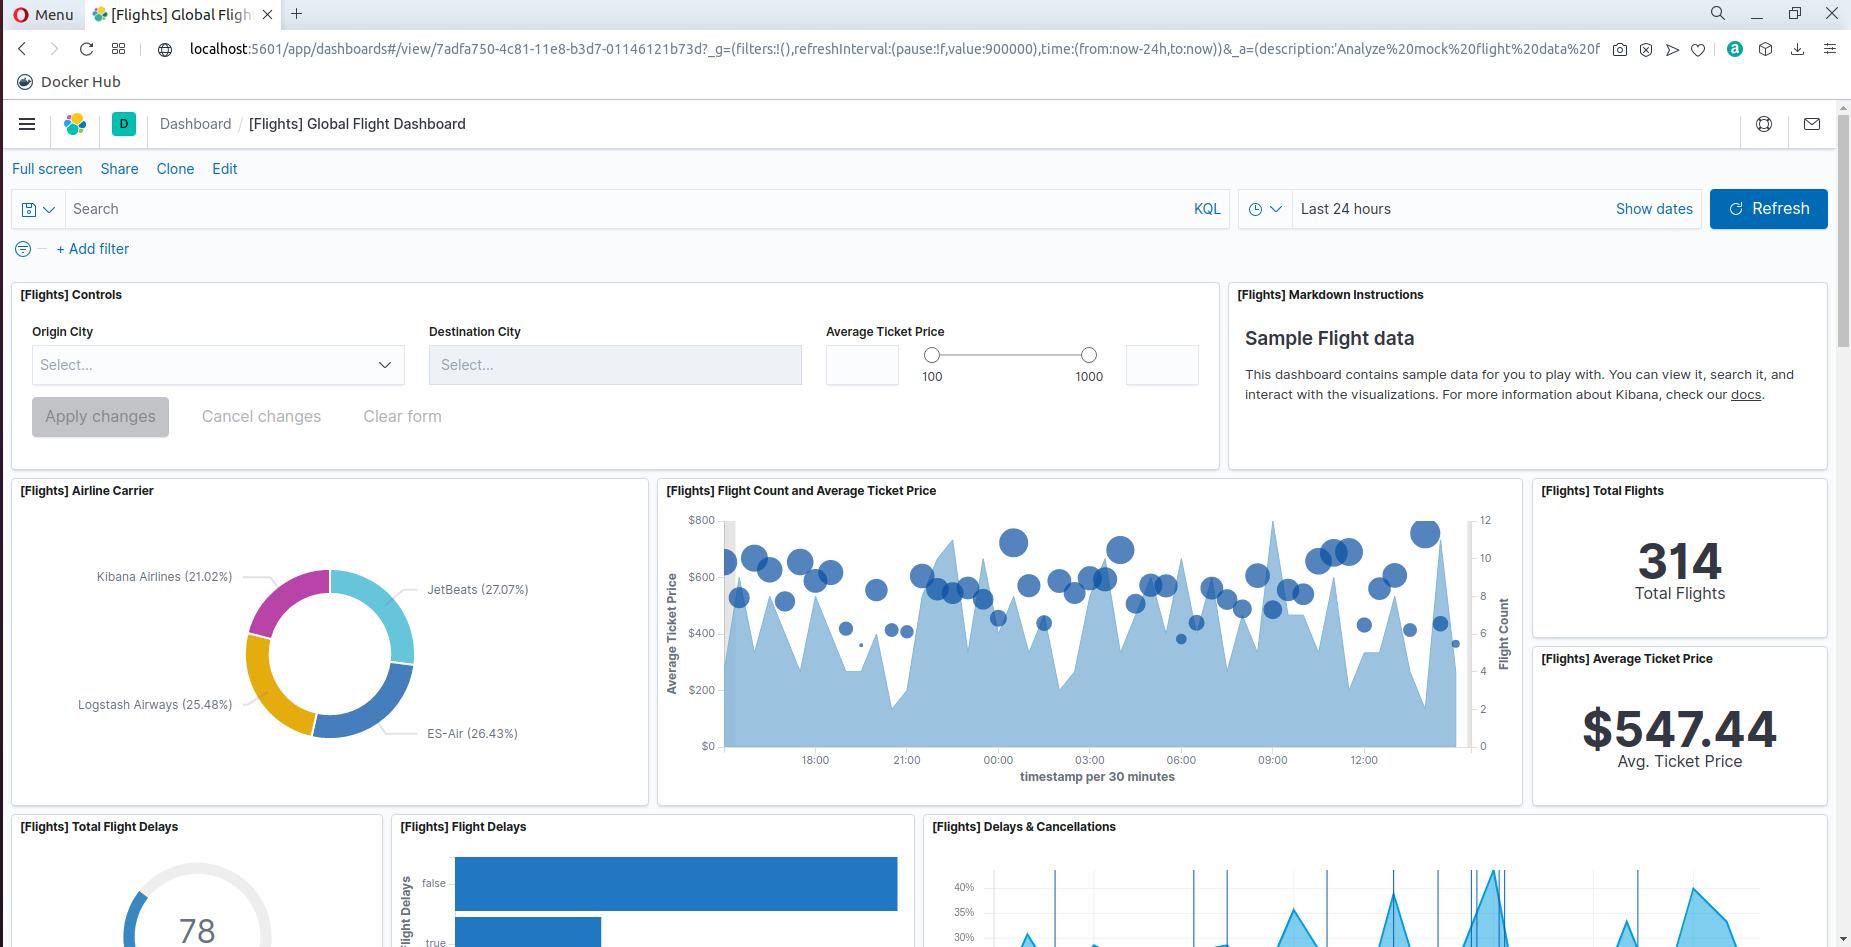 Menu
[Flights] Global Fligh
localhost:5601/app/dashboards#/view/7adfa750-4c81-11e8-b3d7-01146121b73d?_g=(filters:!(),refreshInterval:(pause:!f,value:900000),time:(from:now-24h,to:now))&_a=(description:'Analyze%20mock%20flight%20data%20f
a
Docker Hub
D
Dashboard / [Flights] Global Flight Dashboard
Full screen Share Clone Edit
Search KQL
Last 24 hours Show dates
Refresh
+ Add filter
[Flights] Controls
Origin City
Select...
Destination City
Select...
Average Ticket Price
100 1000
Apply changes Cancel changes Clear form
[Flights] Markdown Instructions
Sample Flight data
This dashboard contains sample data for you to play with. You can view it, search it, and
interact with the visualizations. For more information about Kibana, check our docs.
[Flights] Airline Carrier
Kibana Airlines (21.02%)
JetBeats (27.07%)
Logstash Airways (25.48%)
ES-Air (26.43%)
[Flights] Flight Count and Average Ticket Price
Average Ticket Price
$800
$600
$400
$200
$0
12
10
8
6
4
2
0
Flight Count
18:00 21:00 00:00 03:00 06:00 09:00 12:00
timestamp per 30 minutes
[Flights] Total Flights
314
Total Flights
[Flights] Average Ticket Price
$547.44
Avg. Ticket Price
[Flights] Total Flight Delays
78
[Flights] Flight Delays
Flight Delays
false
true
[Flights] Delays & Cancellations
40%
35%
30%